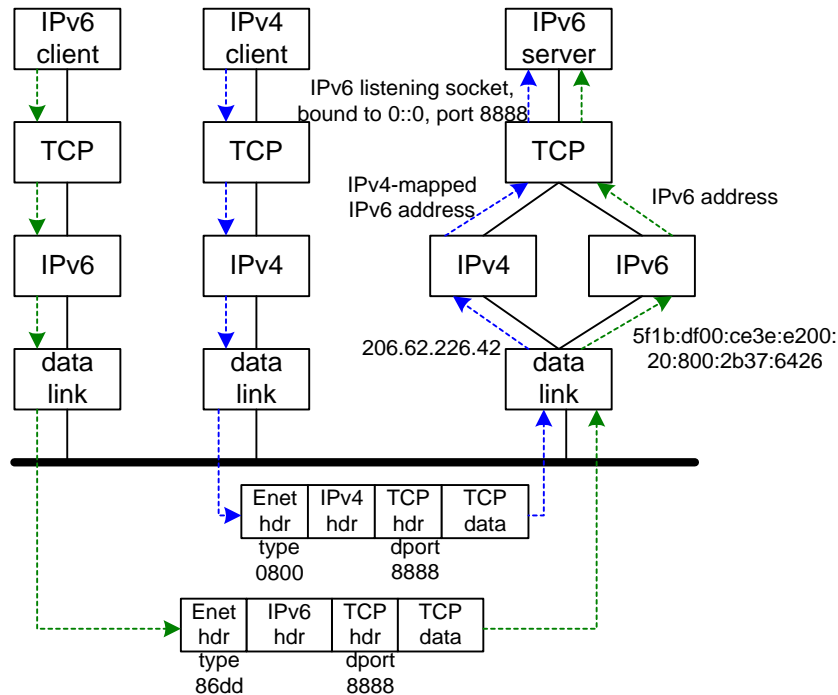 IPv6
client
IPv4
client
IPv6
server
IPv6 listening socket,
bound to 0::0, port 8888
TCP
TCP
TCP
IPv4-mapped
IPv6 address
IPv6 address
IPv6
IPv4
IPv4
IPv6
206.62.226.42
5f1b:df00:ce3e:e200:
20:800:2b37:6426
data
link
data
link
data
link
Enet
hdr
IPv4
hdr
TCP
hdr
TCP
data
type
0800
dport
8888
Enet
hdr
IPv6
hdr
TCP
hdr
TCP
data
type
86dd
dport
8888